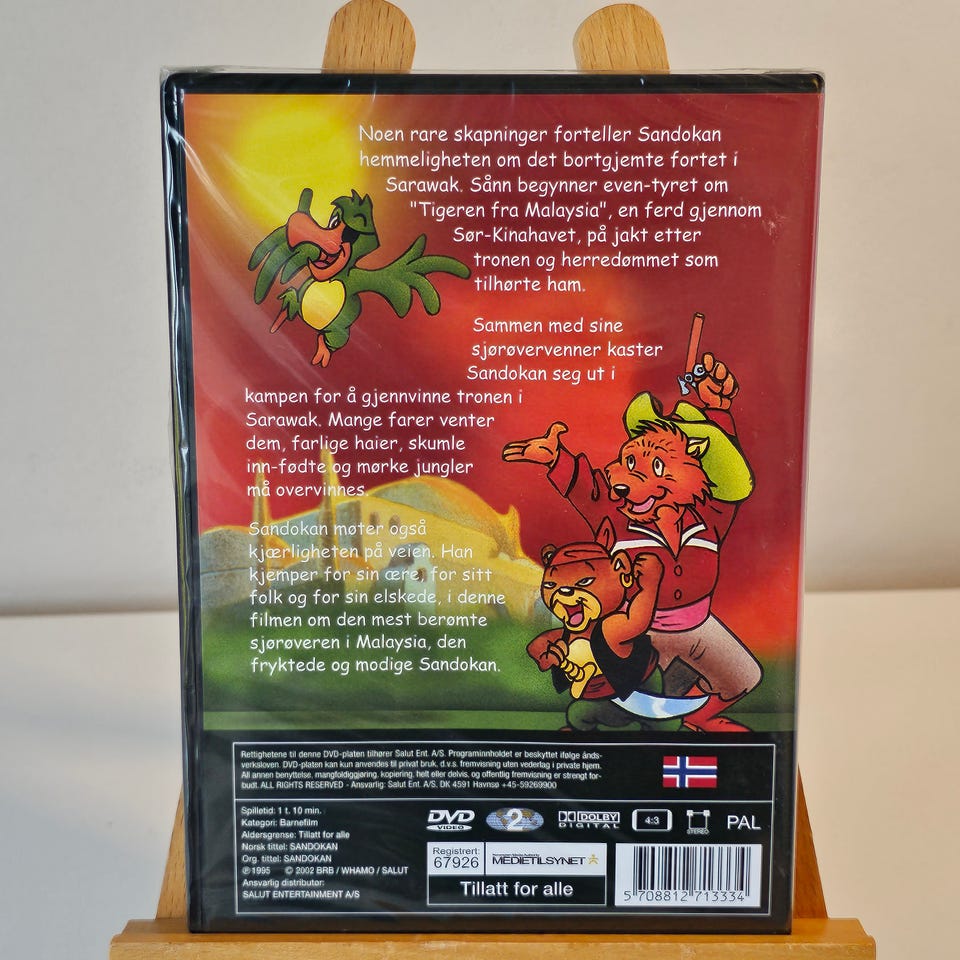 Noen rare skapninger forteller Sandokan
hemmeligheten om det bortgjemte fortet i
Sarawak. Sånn begynner even-tyret om
"Tigeren fra Malaysia", en ferd gjennom
Sør-Kinahavet, på jakt etter
tronen og herredømmet som
tilhørte ham.
Sammen med sine
sjørøvervenner kaster
Sandokan seg ut i
kampen for å gjennvinne tronen i
Sarawak. Mange farer venter
dem, farlige haier, skumle
inn-fødte og mørke jungler
må overvinnes.
Sandokan møter også
kjærligheten på veien. Han
kjemper for sin ære, for sitt
folk og for sin elskede, i denne
filmen om den mest berømte
sjørøveren i Malaysia, den
fryktede og modige Sandokan.
Rettighetene til denne DVD-platen tilhører Salut Ent. A/S. Programinnholdet er beskyttet ifølge ånds-
verksloven. DVD-platen kan kun anvendes til privat bruk, d.v.s. fremvisning uten vederlag i private hjem.
All annen benyttelse, mangfoldiggjøring, kopiering, helt eller delvis, og offentlig fremvisning er strengt for-
budt. ALL RIGHTS RESERVED - Ansvarlig: Salut Ent. A/S, DK 4591 Havnsø +45-59269900
Spilletid: 1 t. 10 min.
Kategori: Barnefilm
Aldersgrense: Tillatt for alle
Norsk tittel: SANDOKAN
Org. tittel: SANDOKAN
℗1995 © 2002 BRB / WHAMO / SALUT
Ansvarlig distributør:
SALUT ENTERTAINMENT A/S
DVD
VIDEO
2
DOLBY
DIGITAL
4:3
STEREO
PAL
Registrert:
67926
MEDIETILSYNET
Tillatt for alle
5 708812 713334